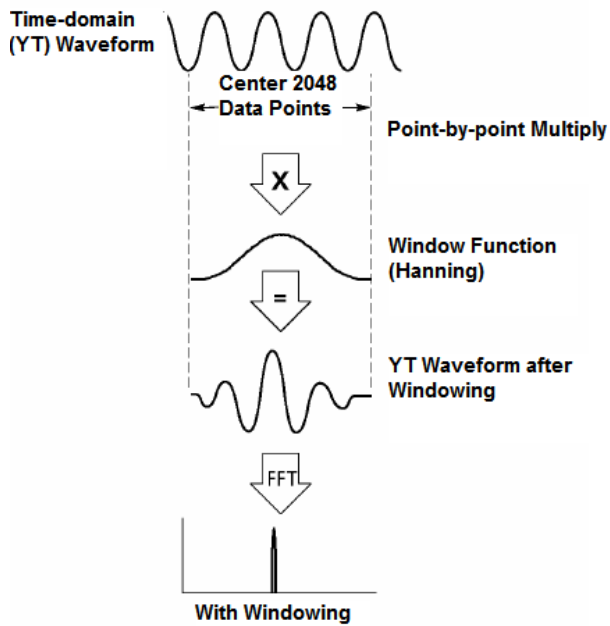 Time-domain
(YT) Waveform
Center 2048
Data Points
Point-by-point Multiply
X
Window Function
(Hanning)
=
YT Waveform after
Windowing
FFT
With Windowing